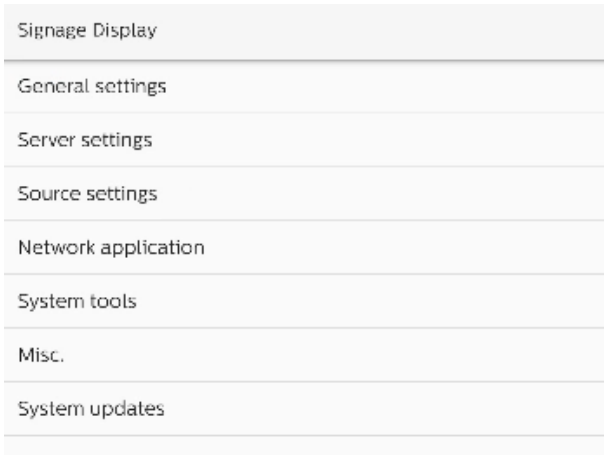 Signage Display
General settings
Server settings
Source settings
Network application
System tools
Misc.
System updates